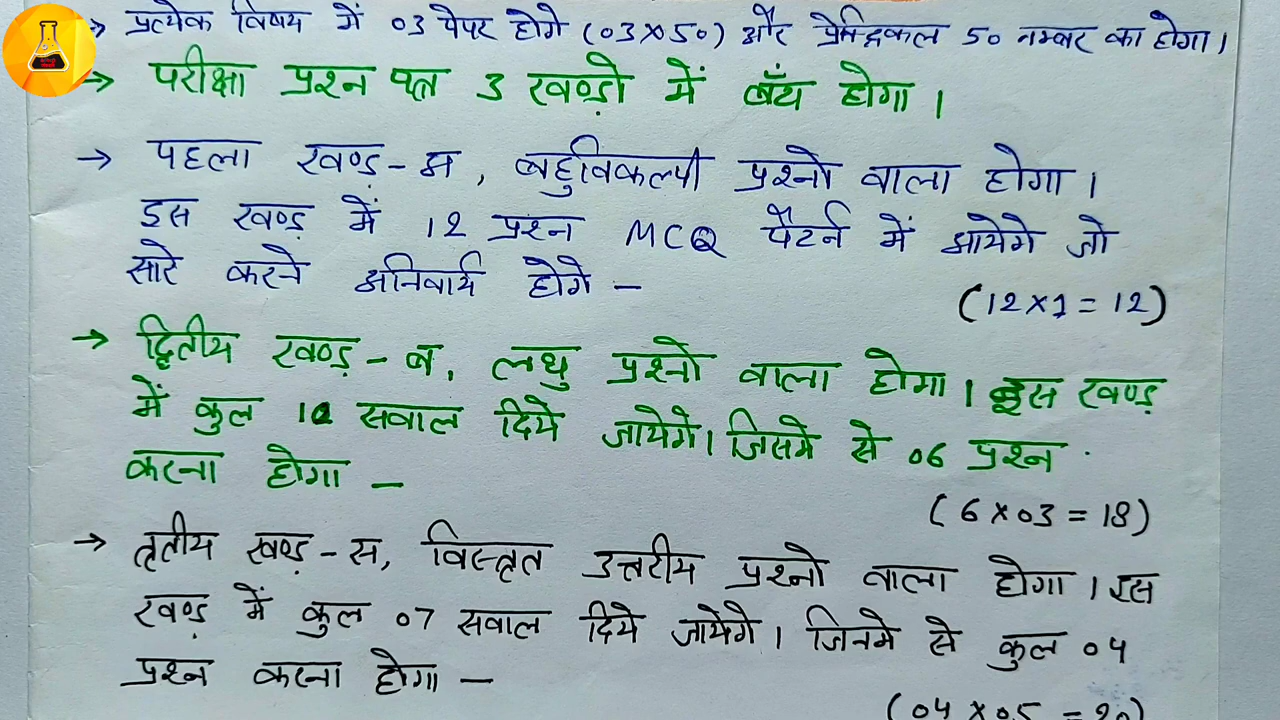 → प्रत्येक विषय में 03 पेपर होगे (03×50) और प्रेक्टिकल 50 नम्बर का होगा।
→ परीक्षा प्रश्न पत्र 3 खण्ड़ो में बँटा होगा।
→ पहला खण्ड़-अ, बहुविकल्पी प्रश्नो वाला होगा।
इस खण्ड़ में 12 प्रश्न MCQ पैटर्न में आयेगे जो
सारे करने अनिवार्य होगे –
(12×1=12)
→ द्वितीय खण्ड़-ब, लघु प्रश्नो वाला होगा। इस खण्ड़
में कुल 10 सवाल दिये जायेगे। जिसमे से 06 प्रश्न
करना होगा –
(6×03=18)
→ तृतीय खण्ड़-स, विस्तृत उत्तरीय प्रश्नो वाला होगा। इस
खण्ड़ में कुल 07 सवाल दिये जायेगे। जिनमे से कुल 04
प्रश्न करना होगा –
(04×05=20)